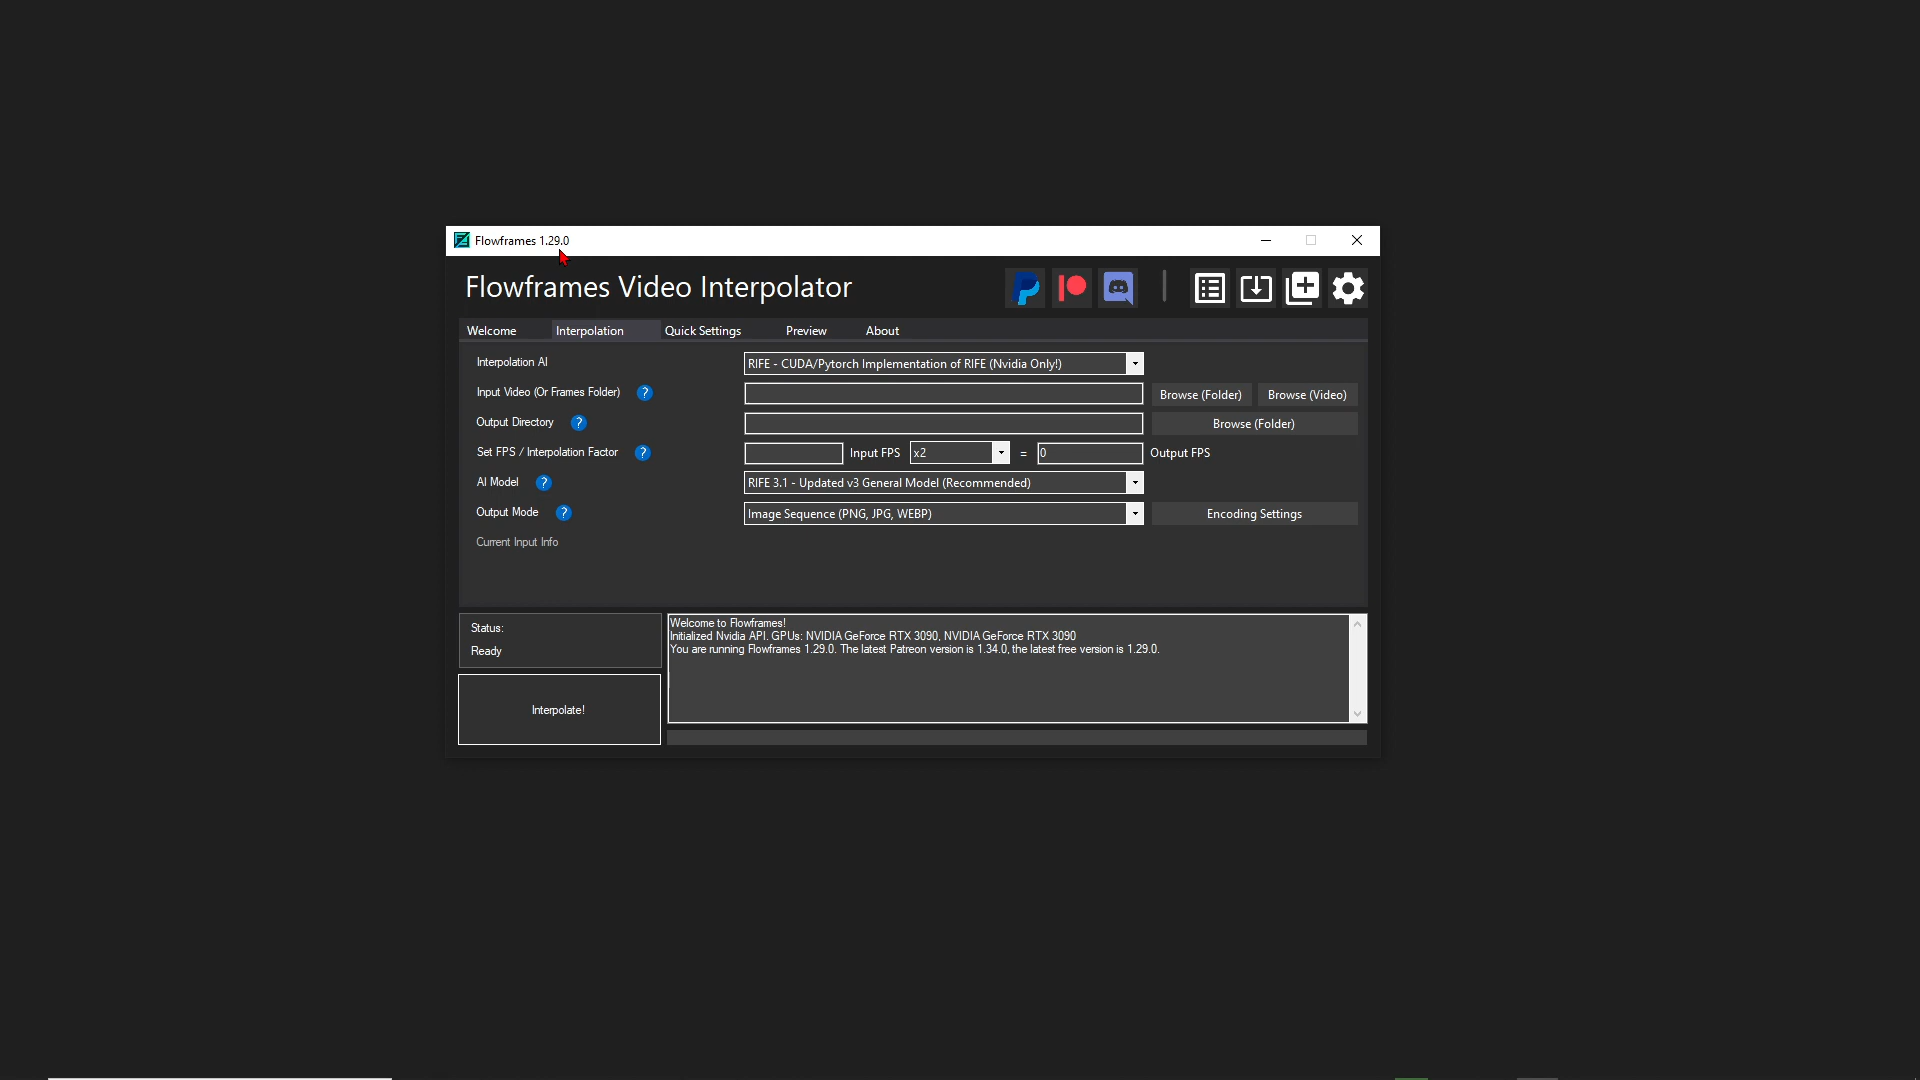 Flowframes 1.29.0
Flowframes Video Interpolator
Welcome Interpolation Quick Settings Preview About
Interpolation AI RIFE - CUDA/Pytorch Implementation of RIFE (Nvidia Only!)
Input Video (Or Frames Folder) ? Browse (Folder) Browse (Video)
Output Directory ? Browse (Folder)
Set FPS / Interpolation Factor ? Input FPS x2 = 0 Output FPS
AI Model ? RIFE 3.1 - Updated v3 General Model (Recommended)
Output Mode ? Image Sequence (PNG, JPG, WEBP) Encoding Settings
Current Input Info
Status:
Ready
Interpolate!
Welcome to Flowframes!
Initialized Nvidia API. GPUs: NVIDIA GeForce RTX 3090, NVIDIA GeForce RTX 3090
You are running Flowframes 1.29.0. The latest Patreon version is 1.34.0, the latest free version is 1.29.0.